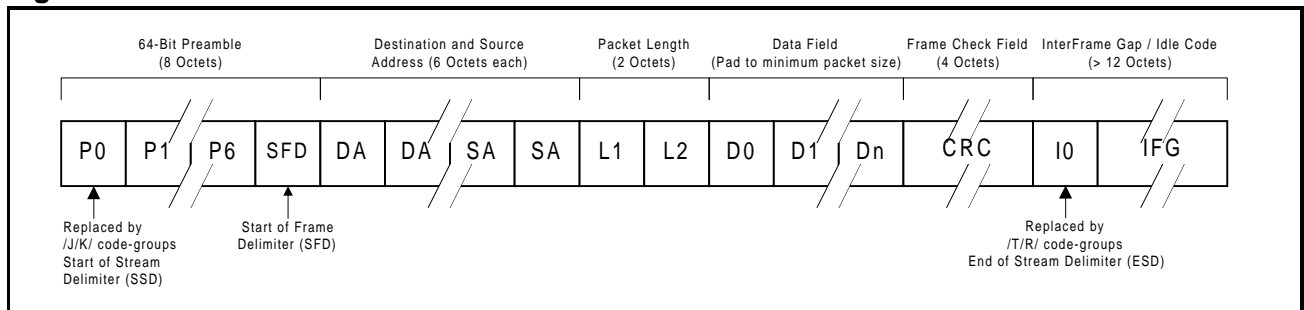 64-Bit Preamble
(8 Octets)
Destination and Source
Address (6 Octets each)
Packet Length
(2 Octets)
Data Field
(Pad to minimum packet size)
Frame Check Field
(4 Octets)
InterFrame Gap / Idle Code
(> 12 Octets)
P0 P1 P6 SFD DA DA SA SA L1 L2 D0 D1 Dn CRC I0 IFG
Replaced by
/J/K/ code-groups
Start of Stream
Delimiter (SSD)
Start of Frame
Delimiter (SFD)
Replaced by
/T/R/ code-groups
End of Stream Delimiter (ESD)